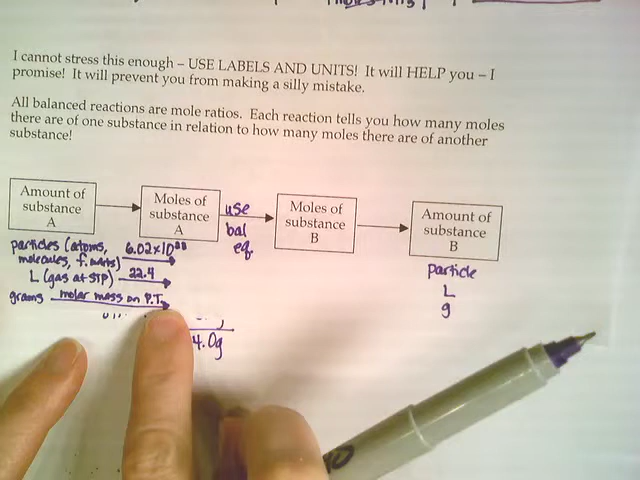 I cannot stress this enough – USE LABELS AND UNITS! It will HELP you – I
promise! It will prevent you from making a silly mistake.
All balanced reactions are mole ratios. Each reaction tells you how many moles
there are of one substance in relation to how many moles there are of another
substance!
Amount of
substance
A
Moles of
substance
A
use
bal
eq.
Moles of
substance
B
Amount of
substance
B
particles (atoms,
molecules, f. units) 6.02x10²³
L (gas at STP) 22.4
grams molar mass on P.T.
particle
L
g
4.0g